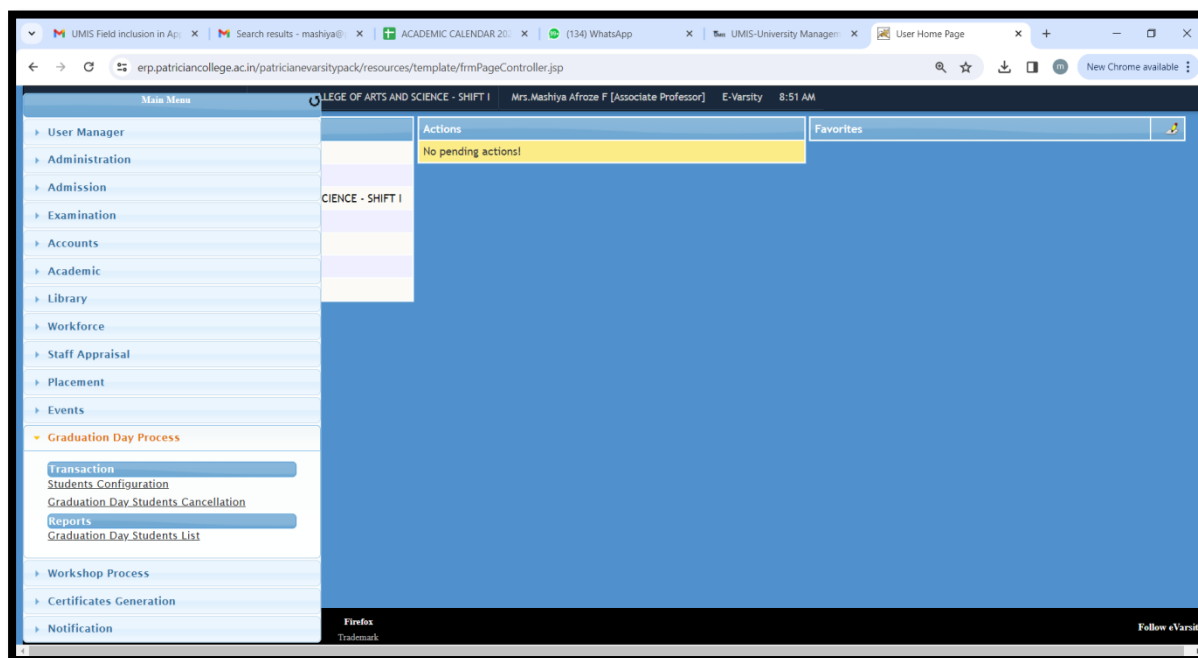 UMIS Field inclusion in Ap
Search results - mashiya@
ACADEMIC CALENDAR 202
(134) WhatsApp
UMIS-University Managem
User Home Page
erp.patriciancollege.ac.in/patricianevarsitypack/resources/template/frmPageController.jsp
m
New Chrome available
Main Menu
LLEGE OF ARTS AND SCIENCE - SHIFT I Mrs.Mashiya Afroze F [Associate Professor] E-Varsity 8:51 AM
User Manager
Administration
Admission
Examination
Accounts
Academic
Library
Workforce
Staff Appraisal
Placement
Events
Graduation Day Process
Transaction
Students Configuration
Graduation Day Students Cancellation
Reports
Graduation Day Students List
Workshop Process
Certificates Generation
Notification
CIENCE - SHIFT I
Actions
No pending actions!
Favorites
Firefox
Trademark
Follow eVarsit